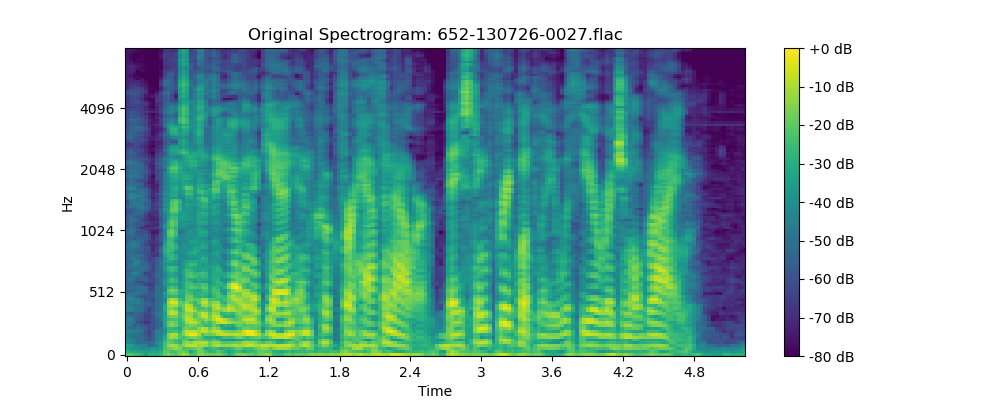 Original Spectrogram: 652-130726-0027.flac
Hz
4096
2048
1024
512
0
0 0.6 1.2 1.8 2.4 3 3.6 4.2 4.8
Time
+0 dB
-10 dB
-20 dB
-30 dB
-40 dB
-50 dB
-60 dB
-70 dB
-80 dB